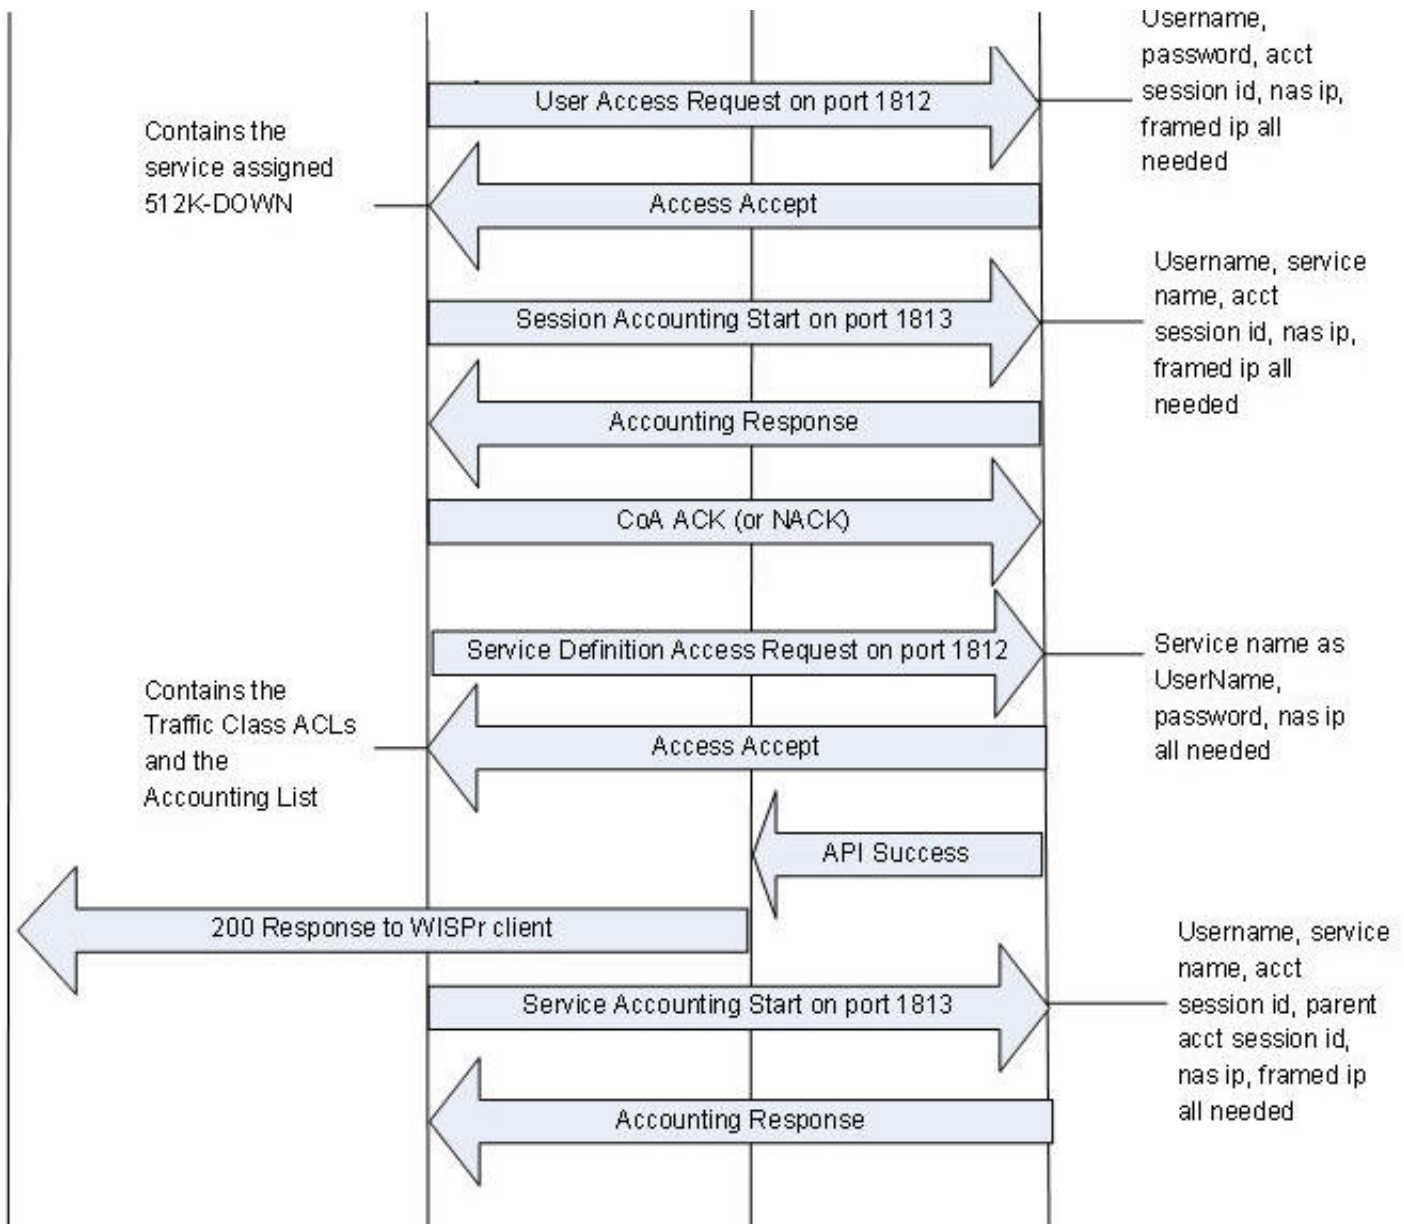 Username,
password, acct
session id, nas ip,
framed ip all
needed
User Access Request on port 1812
Contains the
service assigned
512K-DOWN
Access Accept
Username, service
name, acct
session id, nas ip,
framed ip all
needed
Session Accounting Start on port 1813
Accounting Response
CoA ACK (or NACK)
Service Definition Access Request on port 1812
Service name as
UserName,
password, nas ip
all needed
Contains the
Traffic Class ACLs
and the
Accounting List
Access Accept
API Success
200 Response to WISPr client
Username, service
name, acct
session id, parent
acct session id,
nas ip, framed ip
all needed
Service Accounting Start on port 1813
Accounting Response